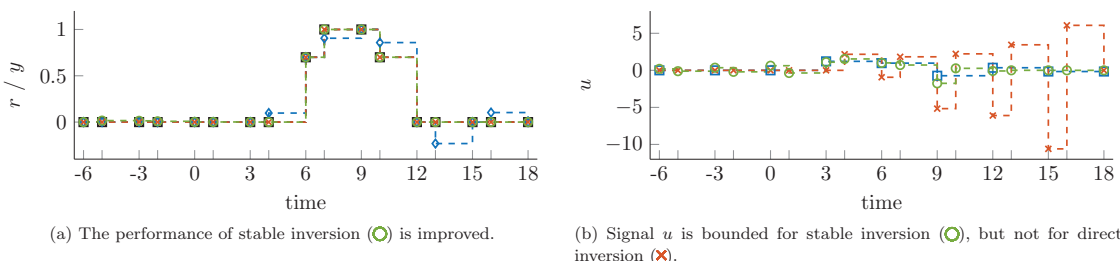 1
0.5
0
r / y
-6 -3 0 3 6 9 12 15 18
time
(a) The performance of stable inversion ( ) is improved.
5
0
−5
−10
u
-6 -3 0 3 6 9 12 15 18
time
(b) Signal u is bounded for stable inversion ( ), but not for direct
inversion ( ).